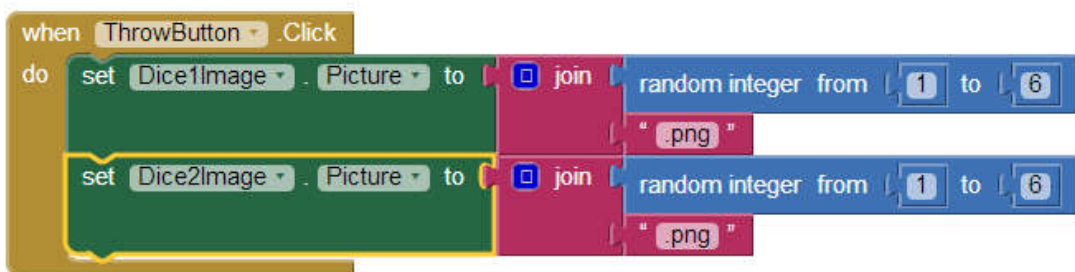 when ThrowButton .Click
do set Dice1Image . Picture to join random integer from 1 to 6
" .png "
set Dice2Image . Picture to join random integer from 1 to 6
" .png "